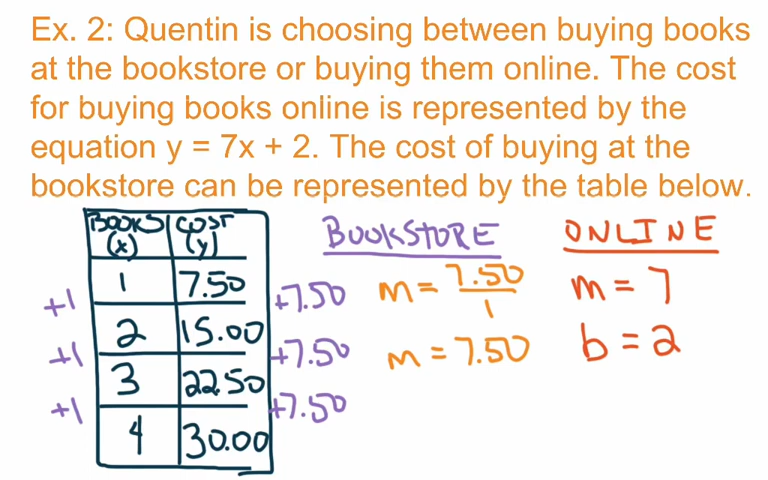 Ex. 2: Quentin is choosing between buying books
at the bookstore or buying them online. The cost
for buying books online is represented by the
equation y = 7x + 2. The cost of buying at the
bookstore can be represented by the table below.
BOOKS COST
(x) (y)
BOOKSTORE
ONLINE
1 7.50
+1 +7.50
m = 7.50/1
m = 7
2 15.00
+1 +7.50
m = 7.50
b = 2
3 22.50
+1 +7.50
4 30.00